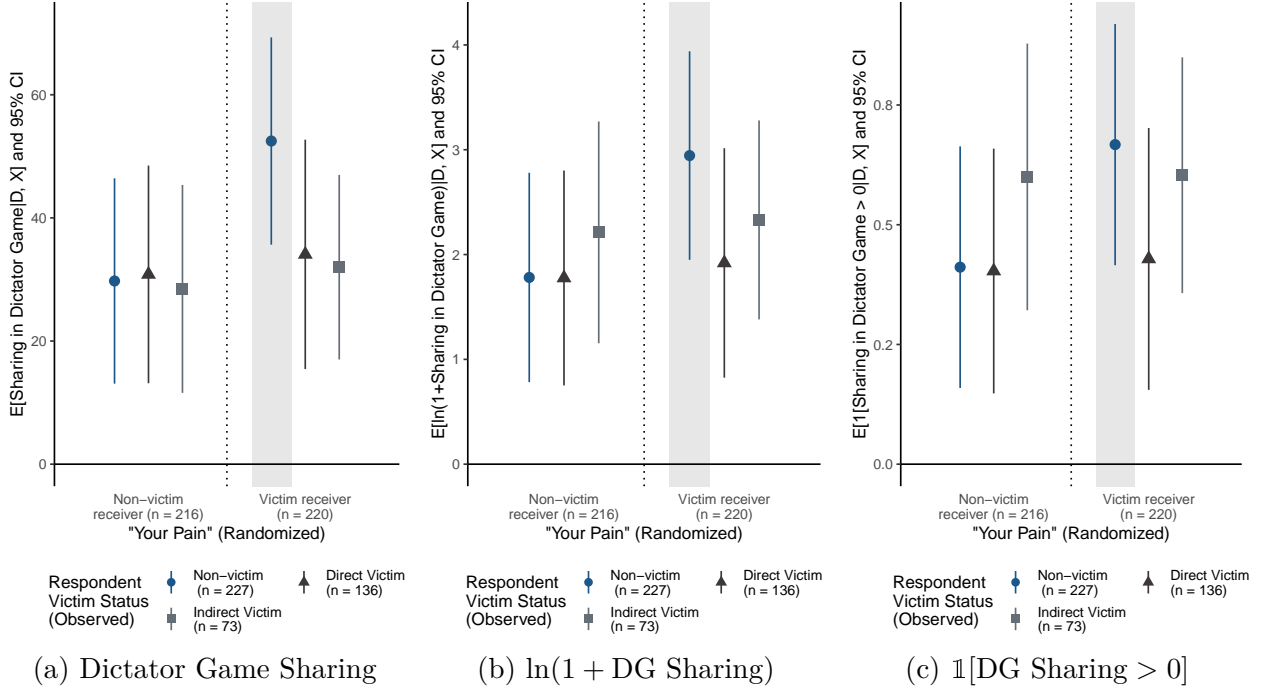 E[Sharing in Dictator Game|D, X] and 95% CI
60
40
20
0
Non−victim
receiver (n = 216)
Victim receiver
(n = 220)
"Your Pain" (Randomized)
Respondent
Victim Status
(Observed)
Non−victim
(n = 227)
Direct Victim
(n = 136)
Indirect Victim
(n = 73)
(a) Dictator Game Sharing
E[ln(1+Sharing in Dictator Game)|D, X] and 95% CI
4
3
2
1
0
Non−victim
receiver (n = 216)
Victim receiver
(n = 220)
"Your Pain" (Randomized)
Respondent
Victim Status
(Observed)
Non−victim
(n = 227)
Direct Victim
(n = 136)
Indirect Victim
(n = 73)
(b) ln(1 + DG Sharing)
E[1[Sharing in Dictator Game > 0|D, X] and 95% CI
0.8
0.5
0.2
0.0
Non−victim
receiver (n = 216)
Victim receiver
(n = 220)
"Your Pain" (Randomized)
Respondent
Victim Status
(Observed)
Non−victim
(n = 227)
Direct Victim
(n = 136)
Indirect Victim
(n = 73)
(c) 𝟙[DG Sharing > 0]